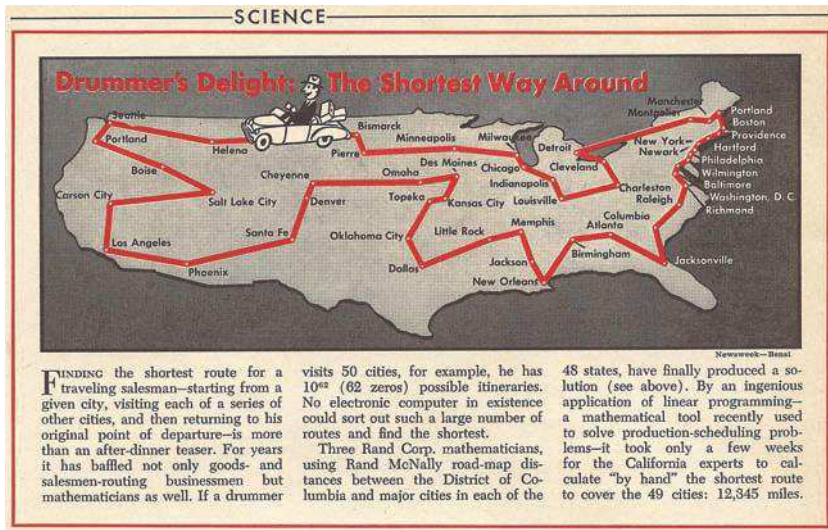 SCIENCE
Drummer's Delight: The Shortest Way Around
Seattle
Portland
Helena
Boise
Carson City
Salt Lake City
Los Angeles
Phoenix
Santa Fe
Denver
Cheyenne
Bismarck
Pierre
Minneapolis
Omaha
Des Moines
Topeka
Kansas City
Oklahoma City
Dallas
Little Rock
Memphis
Jackson
New Orleans
Milwaukee
Chicago
Indianapolis
Louisville
Detroit
Cleveland
Charleston
Raleigh
Columbia
Atlanta
Birmingham
Jacksonville
Manchester
Montpelier
Portland
Boston
Providence
Hartford
New York
Newark
Philadelphia
Wilmington
Baltimore
Washington, D. C.
Richmond
Newsweek—Bensi
FINDING the shortest route for a
traveling salesman—starting from a
given city, visiting each of a series of
other cities, and then returning to his
original point of departure—is more
than an after-dinner teaser. For years
it has baffled not only goods- and
salesmen-routing businessmen but
mathematicians as well. If a drummer
visits 50 cities, for example, he has
10⁶² (62 zeros) possible itineraries.
No electronic computer in existence
could sort out such a large number of
routes and find the shortest.
Three Rand Corp. mathematicians,
using Rand McNally road-map dis-
tances between the District of Co-
lumbia and major cities in each of the
48 states, have finally produced a so-
lution (see above). By an ingenious
application of linear programming—
a mathematical tool recently used
to solve production-scheduling prob-
lems—it took only a few weeks
for the California experts to cal-
culate "by hand" the shortest route
to cover the 49 cities: 12,345 miles.